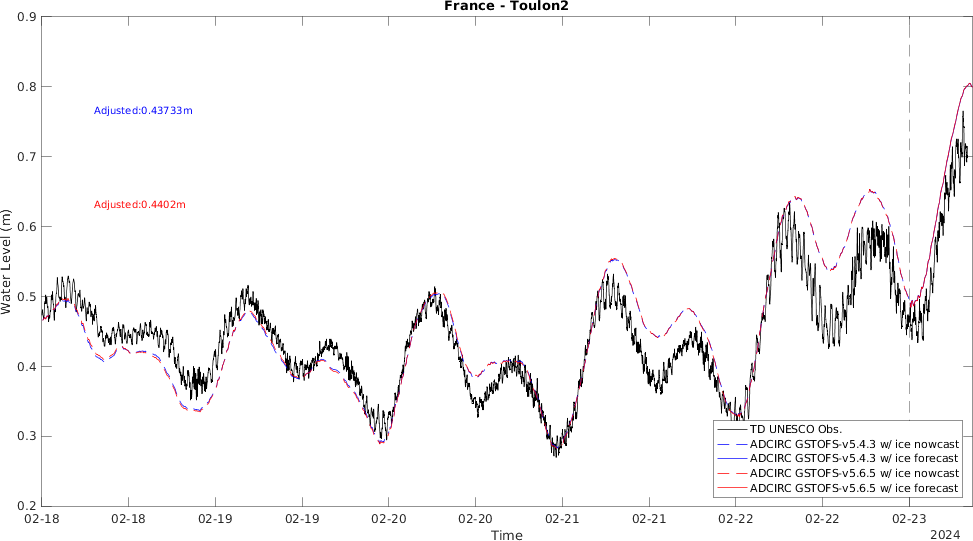 France - Toulon2
0.9
0.8
0.7
0.6
0.5
0.4
0.3
0.2
Water Level (m)
Adjusted:0.43733m
Adjusted:0.4402m
TD UNESCO Obs.
ADCIRC GSTOFS-v5.4.3 w/ ice nowcast
ADCIRC GSTOFS-v5.4.3 w/ ice forecast
ADCIRC GSTOFS-v5.6.5 w/ ice nowcast
ADCIRC GSTOFS-v5.6.5 w/ ice forecast
02-18 02-18 02-19 02-19 02-20 02-20 02-21 02-21 02-22 02-22 02-23
Time
2024